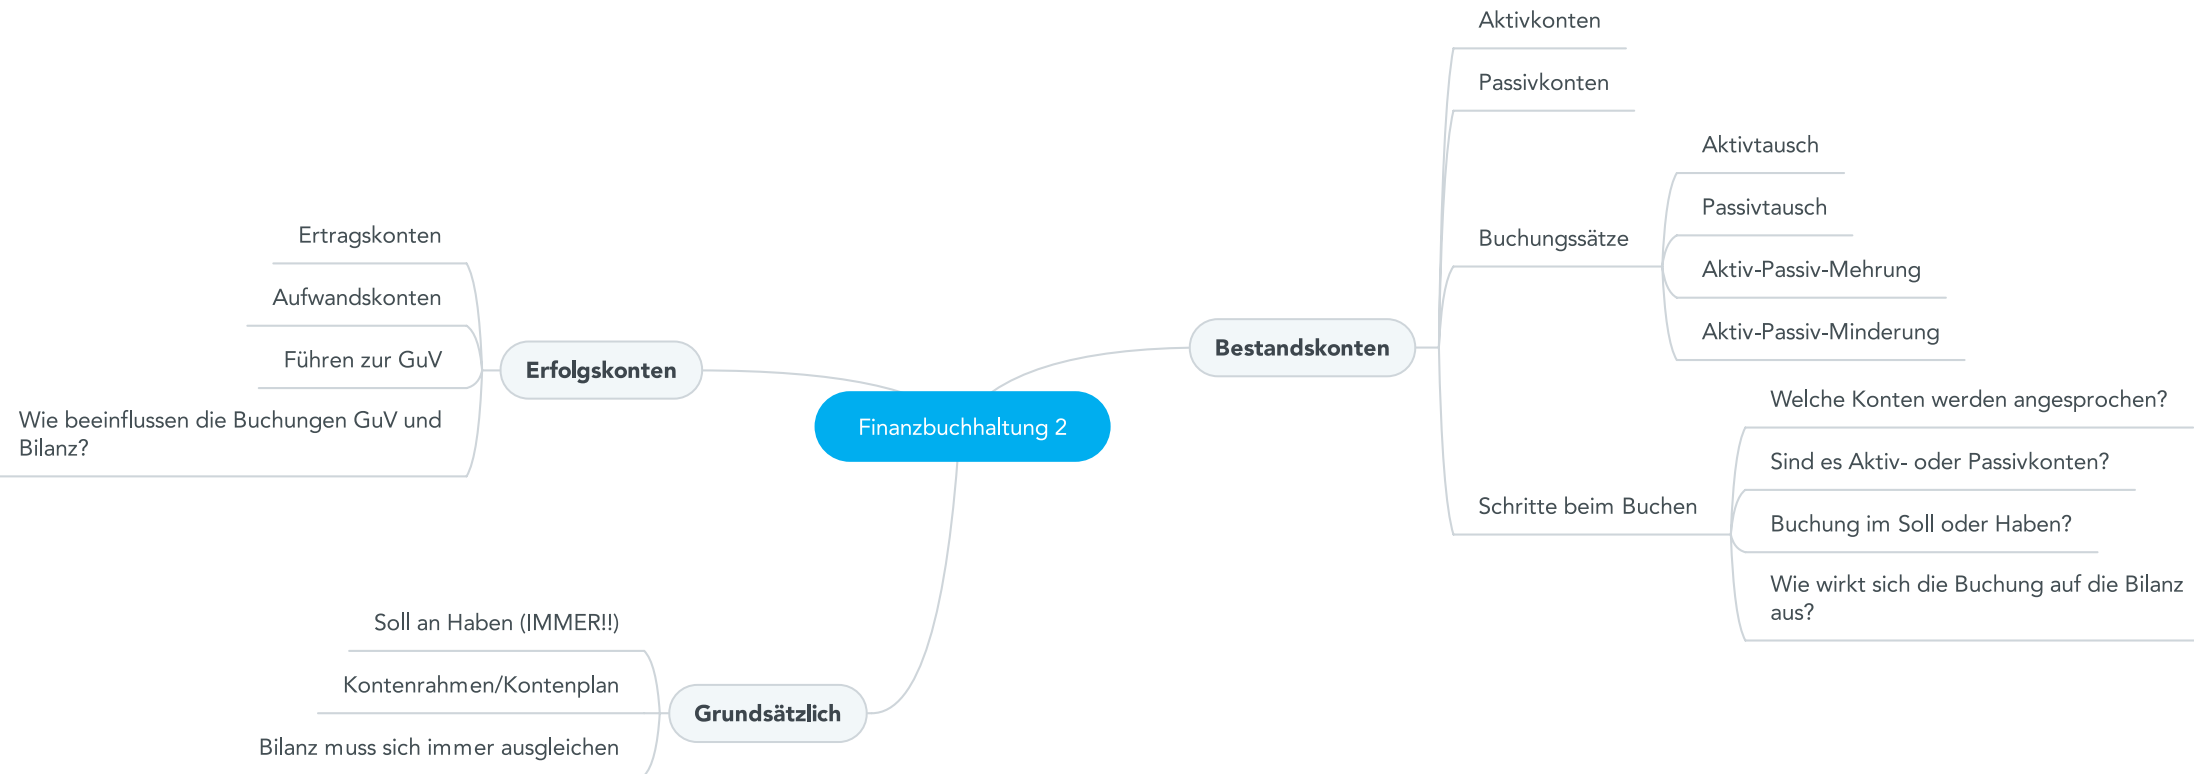 Finanzbuchhaltung 2
Bestandskonten
Aktivkonten
Passivkonten
Buchungssätze
Aktivtausch
Passivtausch
Aktiv-Passiv-Mehrung
Aktiv-Passiv-Minderung
Schritte beim Buchen
Welche Konten werden angesprochen?
Sind es Aktiv- oder Passivkonten?
Buchung im Soll oder Haben?
Wie wirkt sich die Buchung auf die Bilanz
aus?
Erfolgskonten
Ertragskonten
Aufwandskonten
Führen zur GuV
Wie beeinflussen die Buchungen GuV und
Bilanz?
Grundsätzlich
Soll an Haben (IMMER!!)
Kontenrahmen/Kontenplan
Bilanz muss sich immer ausgleichen